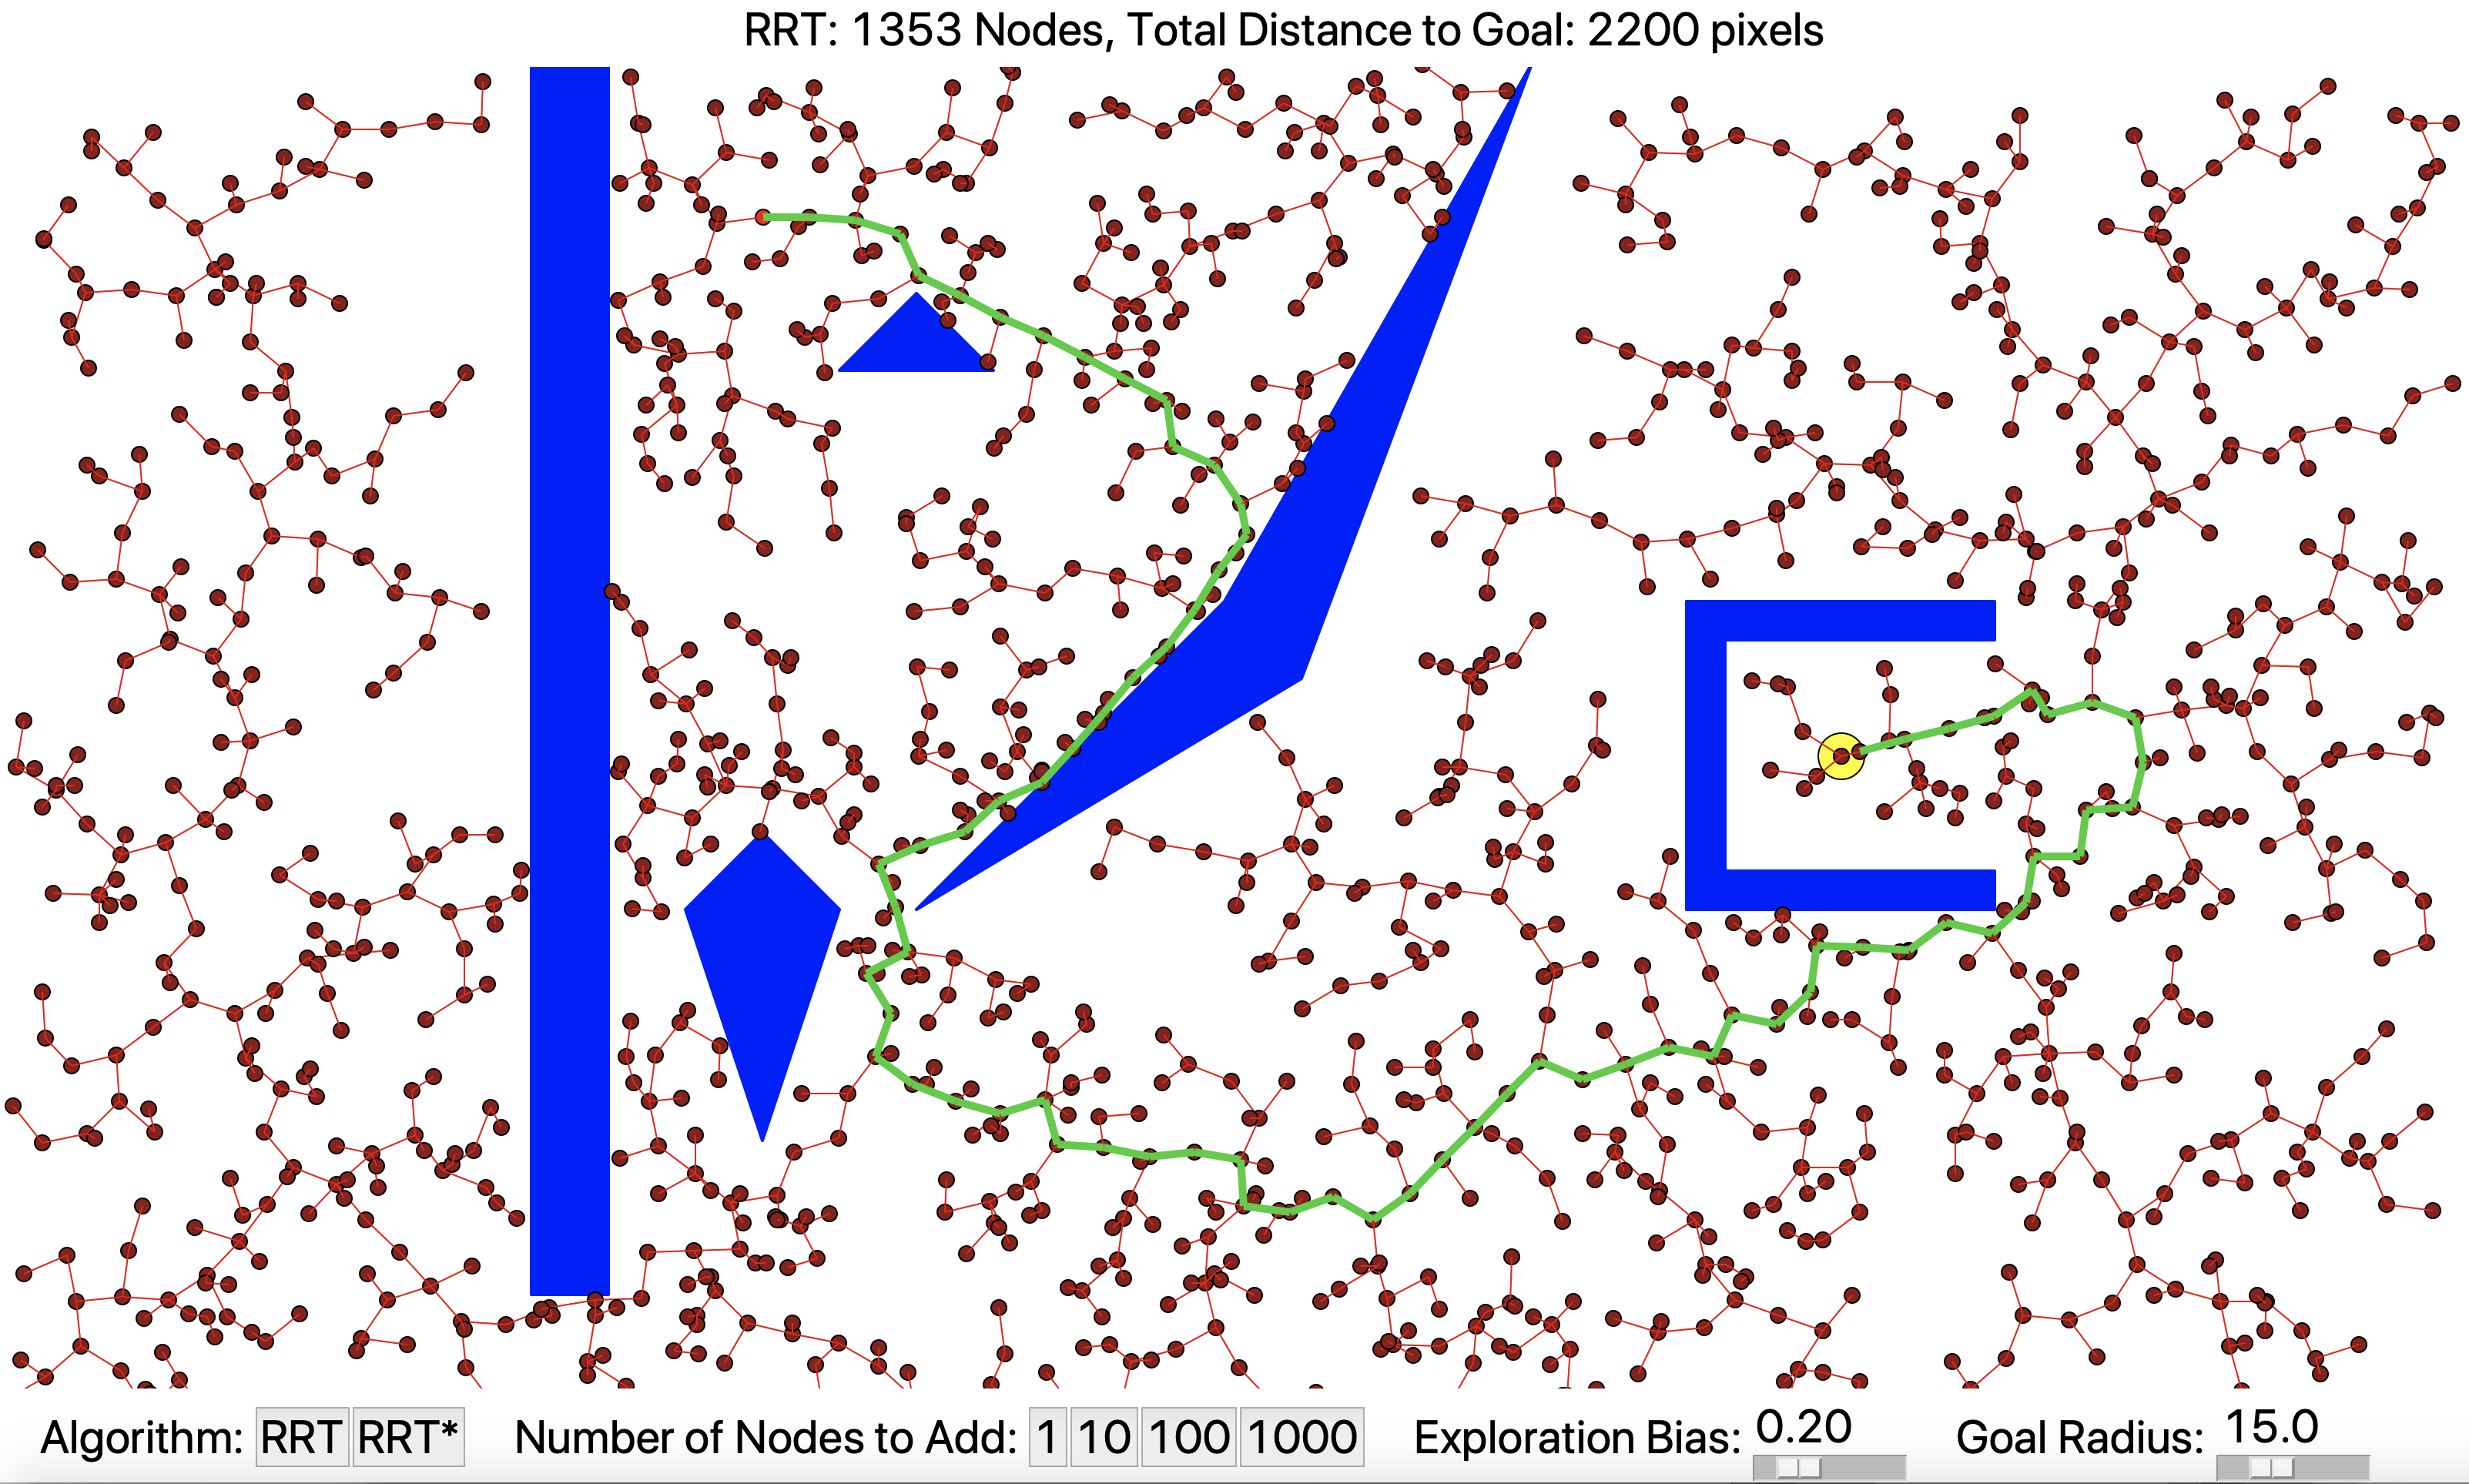 RRT: 1353 Nodes, Total Distance to Goal: 2200 pixels
Algorithm: RRT RRT* Number of Nodes to Add: 1 10 100 1000 Exploration Bias: 0.20 Goal Radius: 15.0